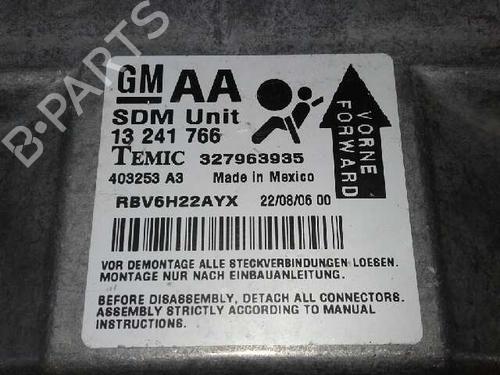 GM AA
SDM Unit
13 241 766
TEMIC 327963935
403253 A3 Made in Mexico
RBV6H22AYX 22/08/06 00
VORNE
FORWARD
VOR DEMONTAGE ALLE STECKVERBINDUNGEN LOESEN.
MONTAGE NUR NACH EINBAUANLEITUNG.
BEFORE DISASSEMBLY, DETACH ALL CONNECTORS.
ASSEMBLY STRICTLY ACCORDING TO MANUAL
INSTRUCTIONS.
B-PARTS